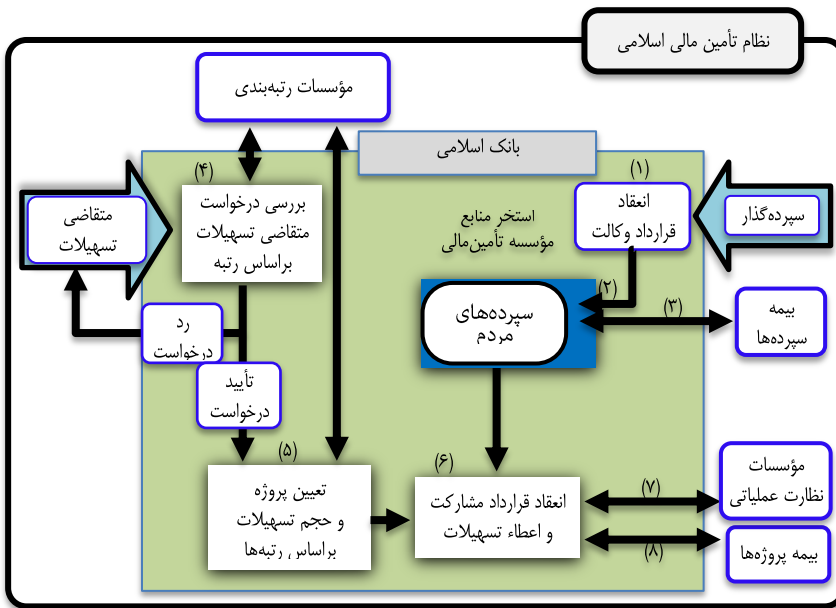 نظام تأمین مالی اسلامی
مؤسسات رتبه‌بندی
بانک اسلامی
(۱)
انعقاد
قرارداد وکالت
سپرده‌گذار
استخر منابع
مؤسسه تأمین‌مالی
(۲)
سپرده‌های
مردم
(۳)
بیمه
سپرده‌ها
(۴)
بررسی درخواست
متقاضی تسهیلات
براساس رتبه
متقاضی
تسهیلات
رد
درخواست
تأیید
درخواست
(۵)
تعیین پروژه
و حجم تسهیلات
براساس رتبه‌ها
(۶)
انعقاد قرارداد مشارکت
و اعطاء تسهیلات
(۷)
مؤسسات
نظارت عملیاتی
(۸)
بیمه پروژه‌ها